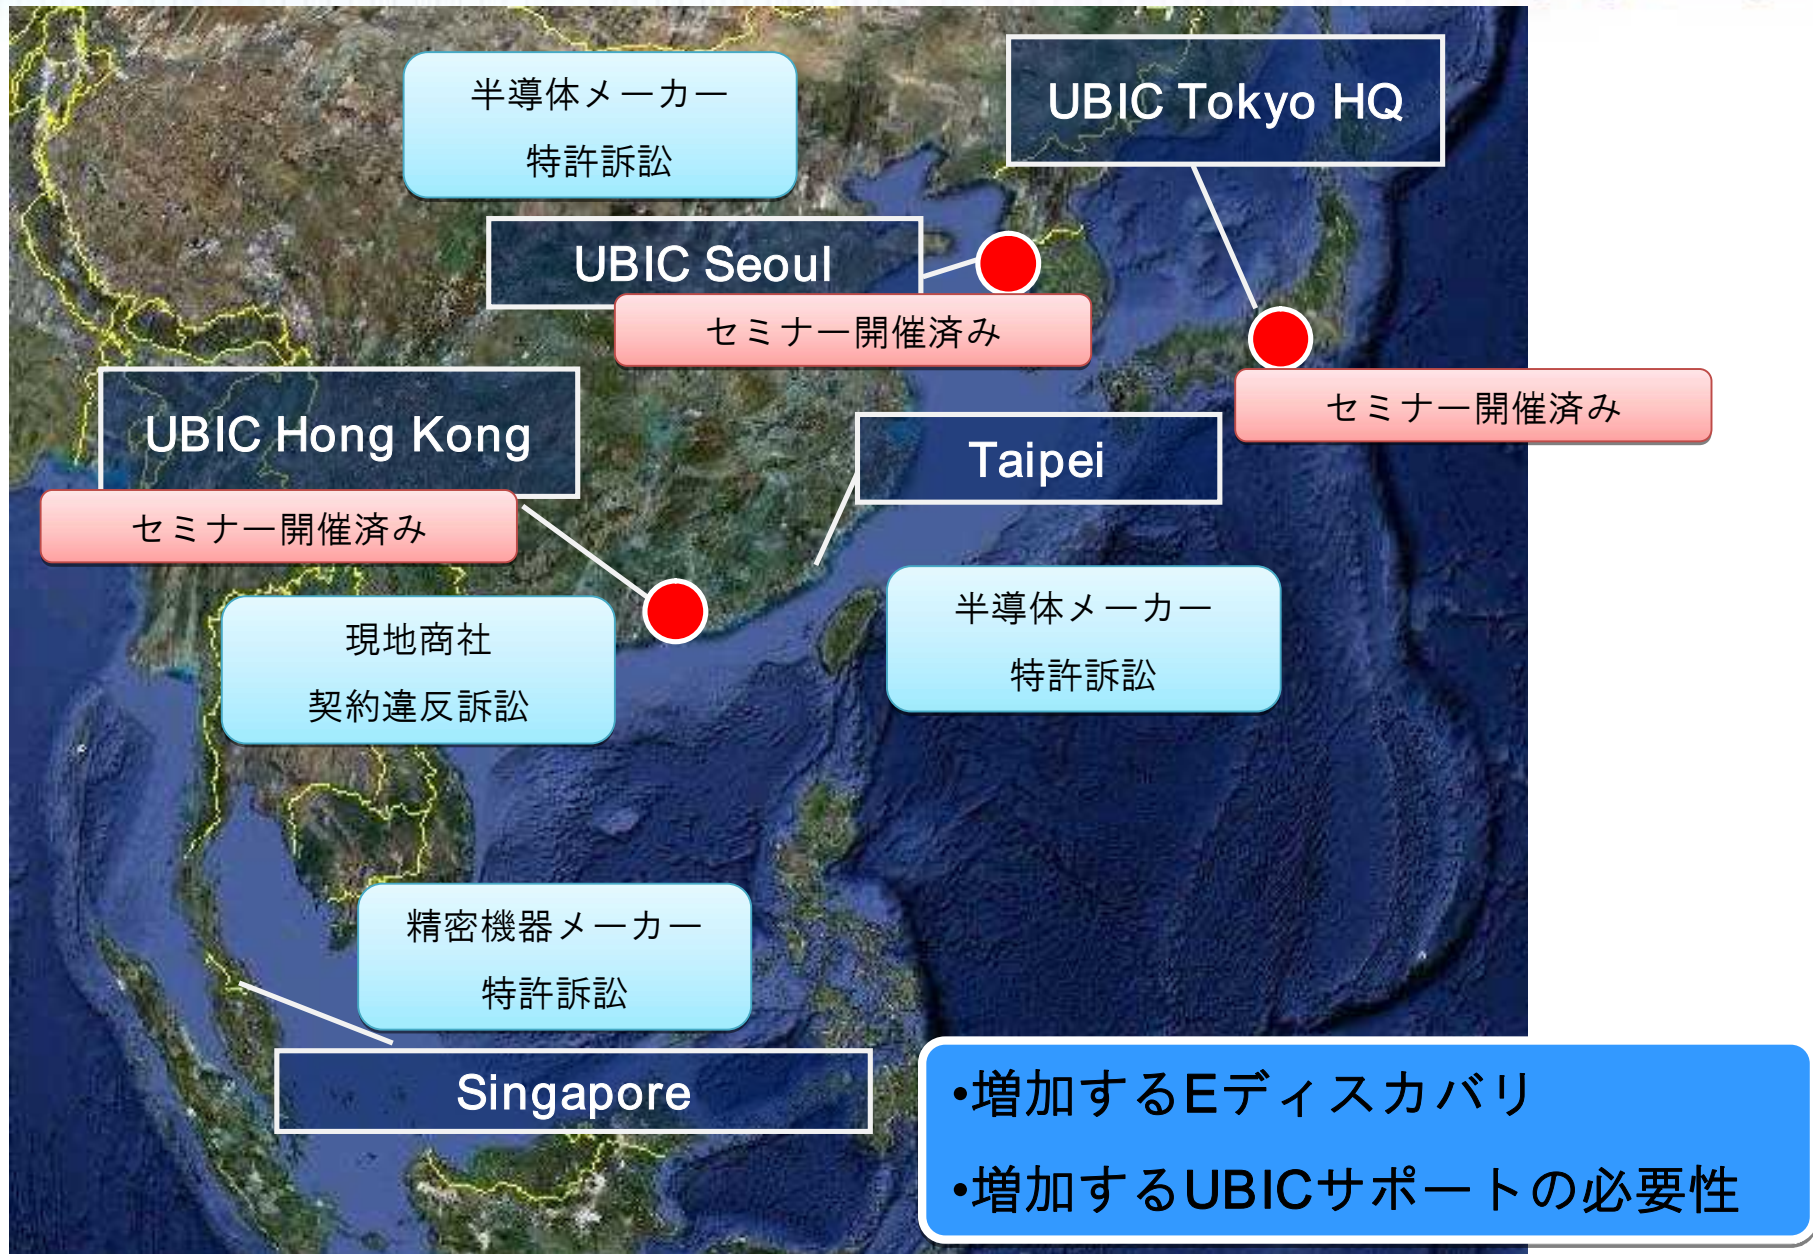 半導体メーカー
特許訴訟
UBIC Tokyo HQ
UBIC Seoul
セミナー開催済み
セミナー開催済み
UBIC Hong Kong
セミナー開催済み
Taipei
現地商社
契約違反訴訟
半導体メーカー
特許訴訟
精密機器メーカー
特許訴訟
Singapore
•増加するEディスカバリ
•増加するUBICサポートの必要性